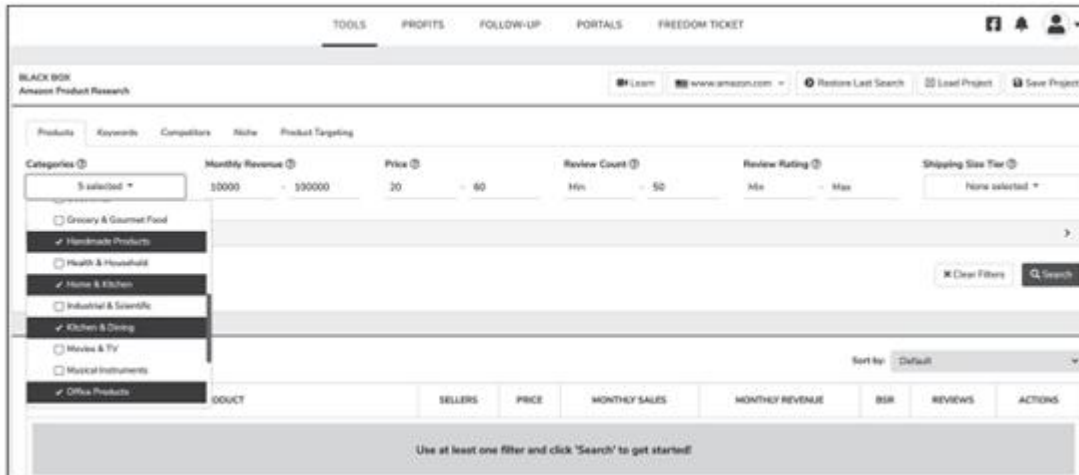 TOOLS PROFITS FOLLOW-UP PORTALS FREEDOM TICKET
BLACK BOX
Amazon Product Research
Learn www.amazon.com Restore Last Search Load Project Save Project
Products Keywords Competitors Niche Product Targeting
Categories Monthly Revenue Price Review Count Review Rating Shipping Size Tier
5 selected 10000 - 100000 20 - 60 Min - 50 Min - Max None selected
Grocery & Gourmet Food
Handmade Products
Health & Household
Home & Kitchen
Clear Filters Search
Industrial & Scientific
Kitchen & Dining
Movies & TV
Sort by: Default
Musical Instruments
Office Products
ODUCT SELLERS PRICE MONTHLY SALES MONTHLY REVENUE BSR REVIEWS ACTIONS
Use at least one filter and click 'Search' to get started!